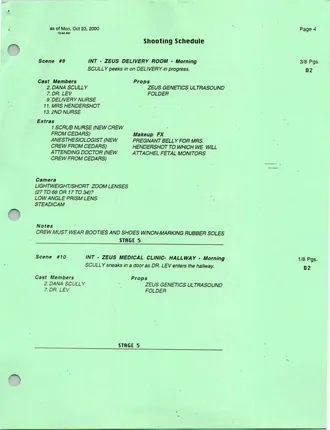 as of Mon, Oct 23, 2000
Page 4
Shooting Schedule
Scene #9 INT - ZEUS DELIVERY ROOM - Morning 3/8 Pgs.
SCULLY peeks in on DELIVERY in progress. B2
Cast Members Props
2. DANA SCULLY ZEUS GENETICS ULTRASOUND
7. DR. LEV FOLDER
9. DELIVERY NURSE
11. MRS. HENDERSHOT
13. 2ND NURSE
Extras
1 SCRUB NURSE (NEW CREW
FROM CEDARS) Makeup FX
ANESTHESIOLOGIST (NEW PREGNANT BELLY FOR MRS.
CREW FROM CEDARS) HENDERSHOT TO WHICH WE WILL
ATTENDING DOCTOR (NEW ATTACHEL FETAL MONITORS
CREW FROM CEDARS)
Camera
LIGHTWEIGHT/SHORT ZOOM LENSES
(27 TO 68 OR 17 TO 34)?
LOW ANGLE PRISM LENS
STEADICAM
Notes
CREW MUST WEAR BOOTIES AND SHOES W/NON-MARKING RUBBER SOLES
STAGE 5
Scene #10 INT - ZEUS MEDICAL CLINIC- HALLWAY - Morning 1/8 Pgs.
SCULLY sneaks in a door as DR. LEV enters the hallway. B2
Cast Members Props
2. DANA SCULLY ZEUS GENETICS ULTRASOUND
7. DR. LEV FOLDER
STAGE 5